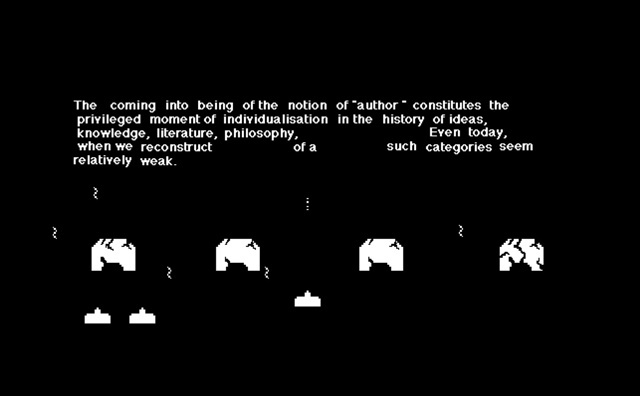 The coming into being of the notion of "author" constitutes the
privileged moment of individualisation in the history of ideas,
knowledge, literature, philosophy, Even today,
when we reconstruct of a such categories seem
relatively weak.